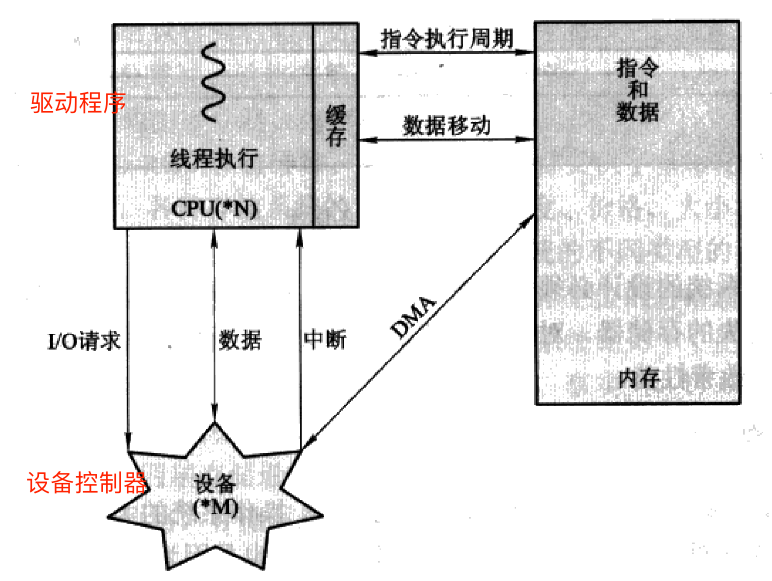 指令执行周期
驱动程序
缓存
指令
和
数据
数据移动
线程执行
CPU(*N)
DMA
I/O请求
数据
中断
内存
设备控制器
设备
(*M)